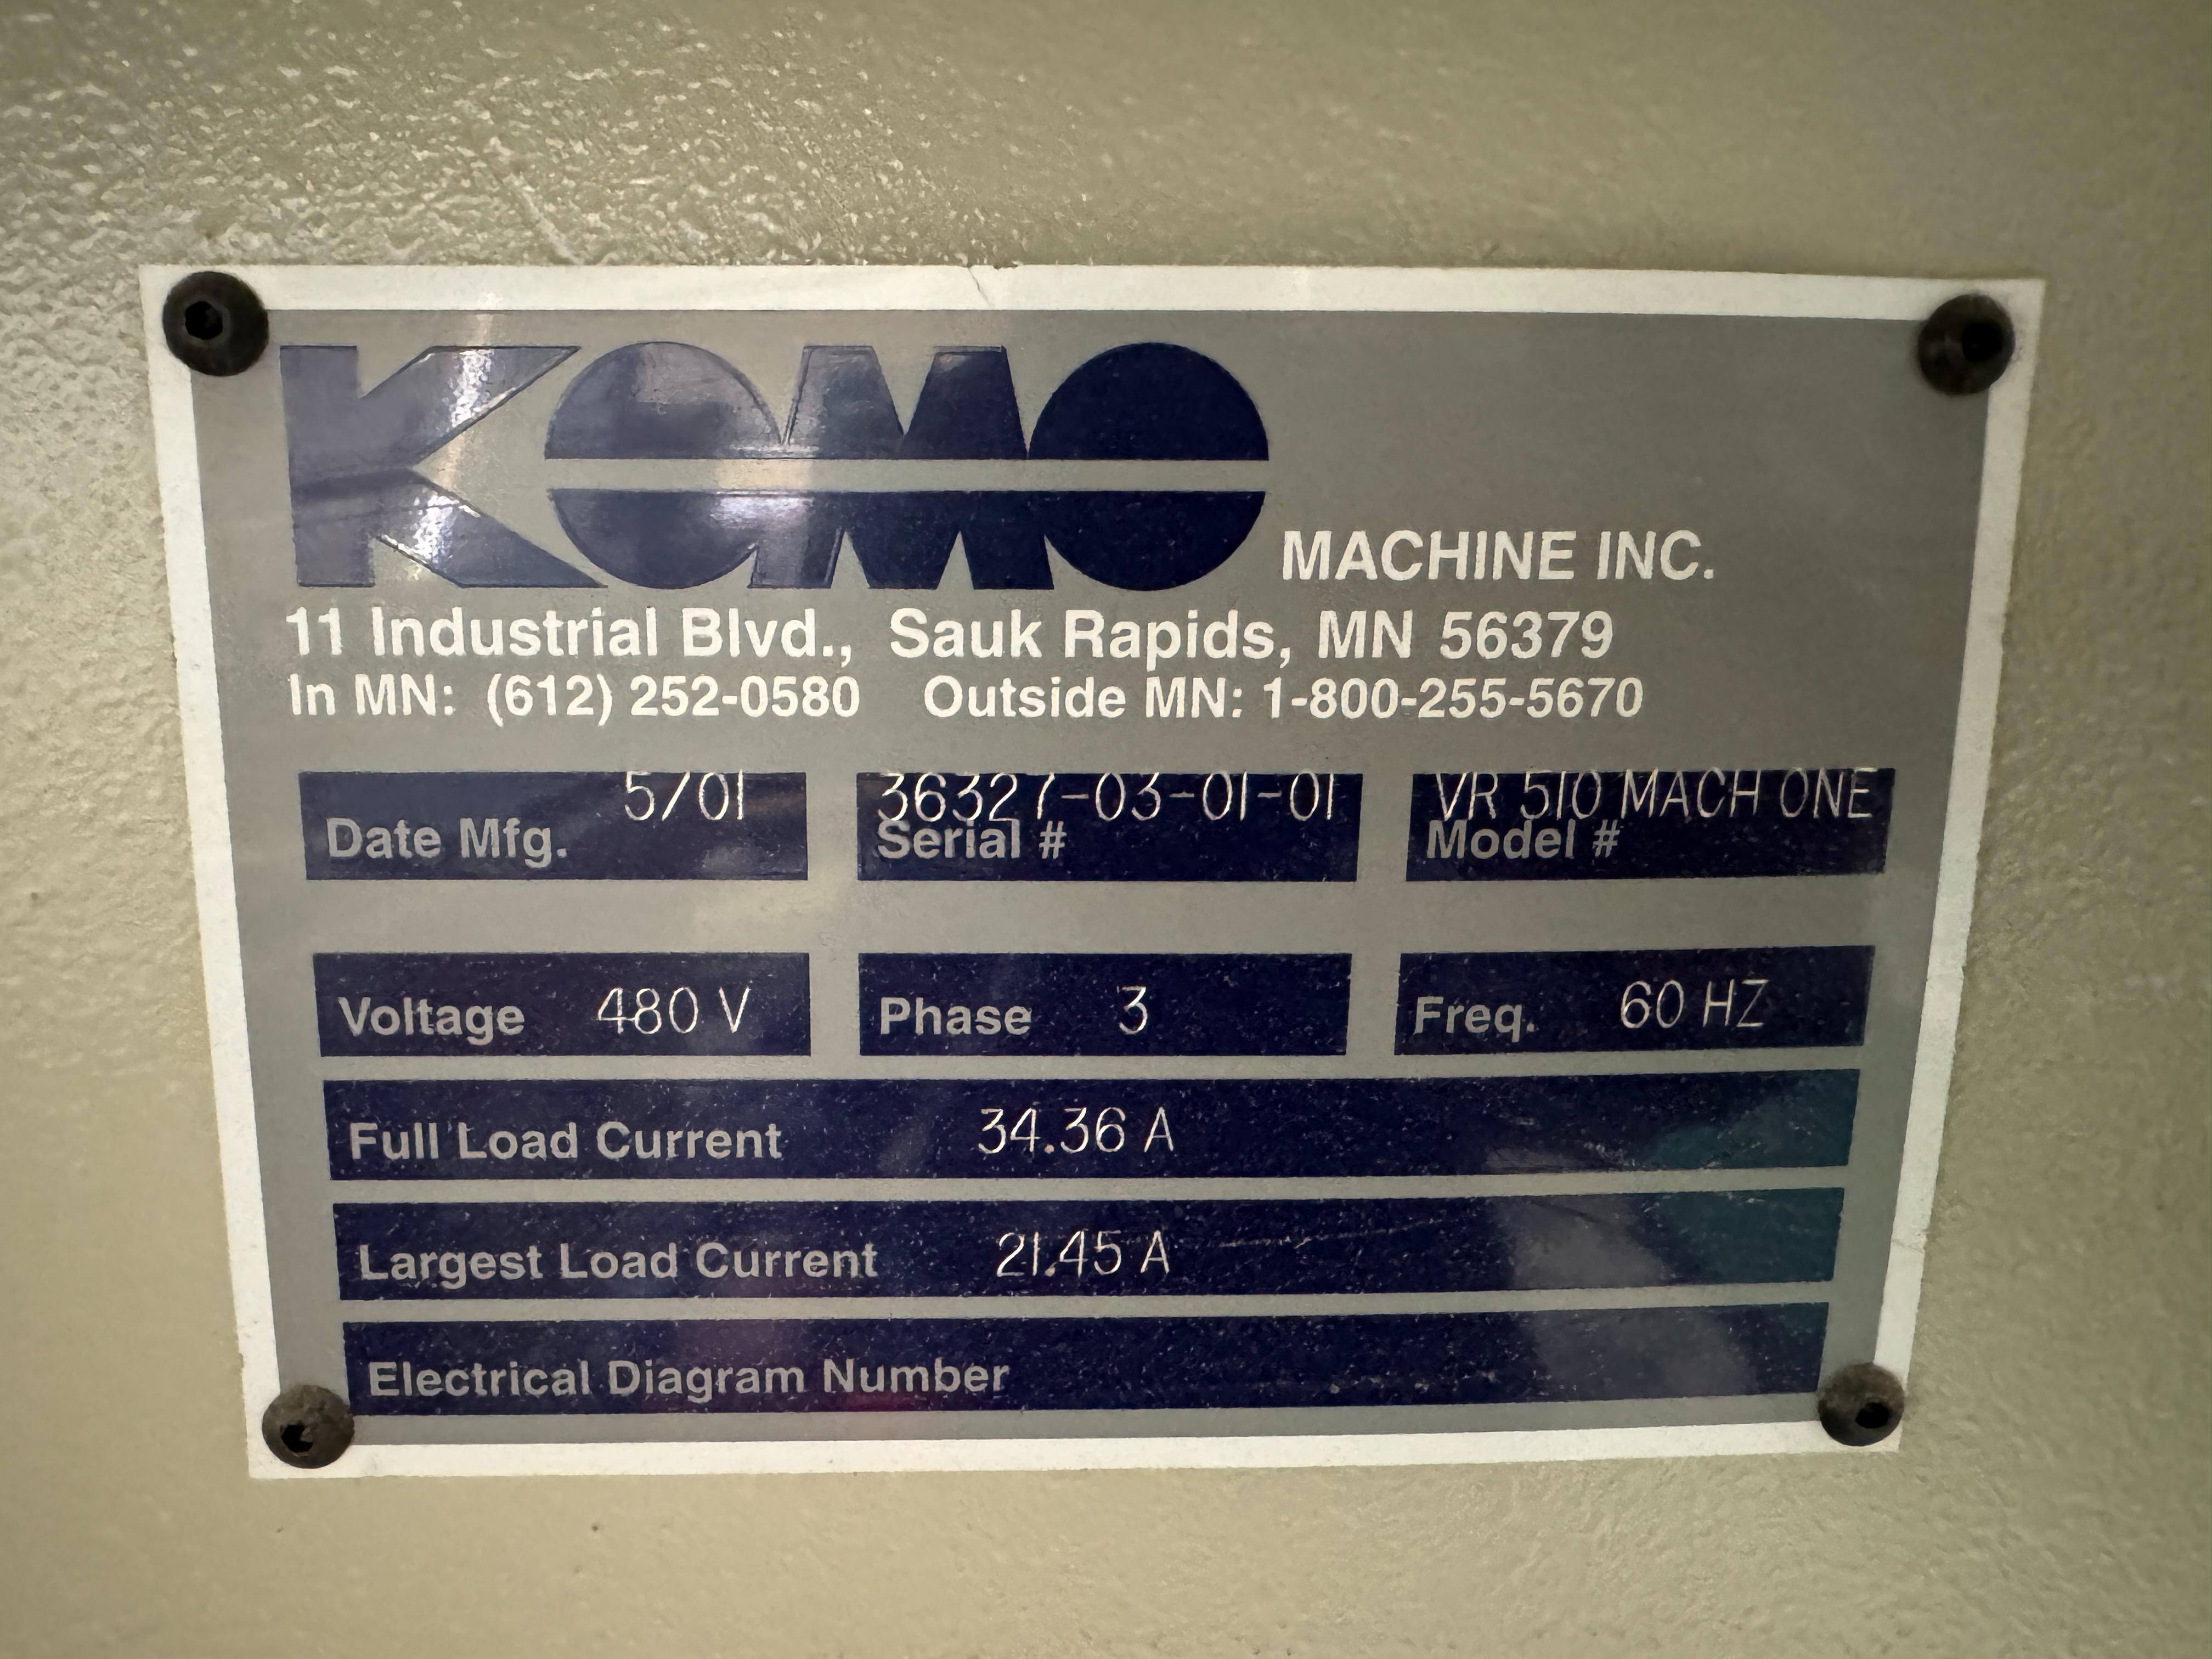 KOMO MACHINE INC.
11 Industrial Blvd., Sauk Rapids, MN 56379
In MN: (612) 252-0580 Outside MN: 1-800-255-5670
5/01 36327-03-01-01 VR 510 MACH ONE
Date Mfg. Serial # Model #
Voltage 480 V Phase 3 Freq. 60 HZ
Full Load Current 34.36 A
Largest Load Current 21.45 A
Electrical Diagram Number